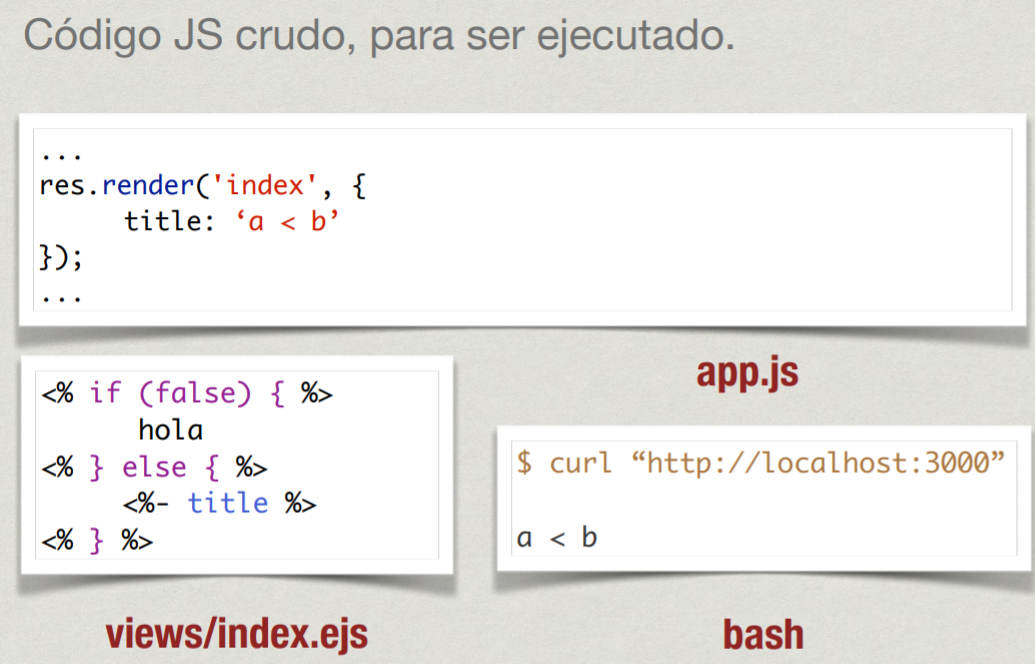 Código JS crudo, para ser ejecutado.
...
res.render('index', {
title: ‘a < b’
});
...
app.js
<% if (false) { %>
hola
<% } else { %>
<%- title %>
<% } %>
views/index.ejs
$ curl “http://localhost:3000”
a < b
bash